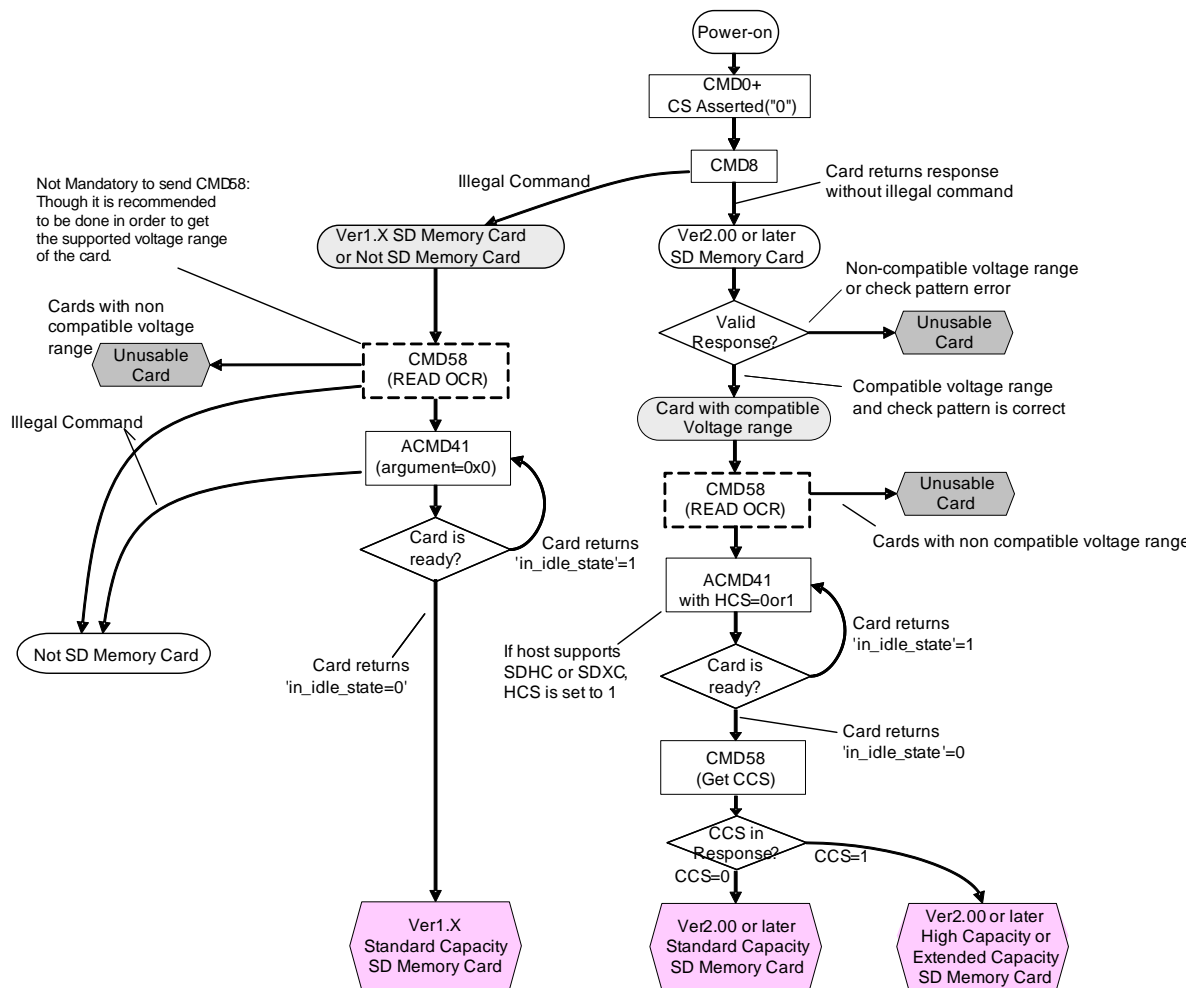 Power-on
CMD0+
CS Asserted("0")
CMD8
Illegal Command
Card returns response
without illegal command
Not Mandatory to send CMD58:
Though it is recommended
to be done in order to get
the supported voltage range
of the card.
Ver1.X SD Memory Card
or Not SD Memory Card
Ver2.00 or later
SD Memory Card
Non-compatible voltage range
or check pattern error
Cards with non
compatible voltage
range
Unusable
Card
CMD58
(READ OCR)
Valid
Response?
Unusable
Card
Compatible voltage range
and check pattern is correct
Card with compatible
Voltage range
Illegal Command
ACMD41
(argument=0x0)
CMD58
(READ OCR)
Unusable
Card
Cards with non compatible voltage range
Card is
ready?
Card returns
'in_idle_state'=1
ACMD41
with HCS=0or1
Card returns
'in_idle_state'=1
Not SD Memory Card
Card returns
'in_idle_state=0'
If host supports
SDHC or SDXC,
HCS is set to 1
Card is
ready?
Card returns
'in_idle_state'=0
CMD58
(Get CCS)
CCS in
Response?
CCS=0
CCS=1
Ver1.X
Standard Capacity
SD Memory Card
Ver2.00 or later
Standard Capacity
SD Memory Card
Ver2.00 or later
High Capacity or
Extended Capacity
SD Memory Card